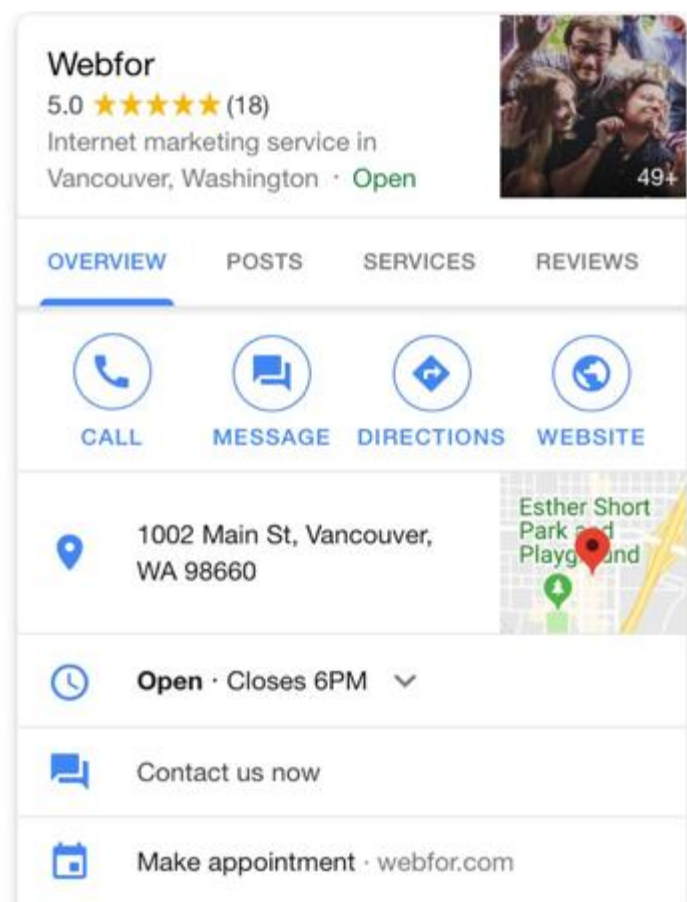 Webfor
5.0 ★★★★★ (18)
Internet marketing service in
Vancouver, Washington · Open
49+
OVERVIEW POSTS SERVICES REVIEWS
CALL MESSAGE DIRECTIONS WEBSITE
1002 Main St, Vancouver,
WA 98660
Esther Short
Park and
Playground
Open · Closes 6PM
Contact us now
Make appointment · webfor.com